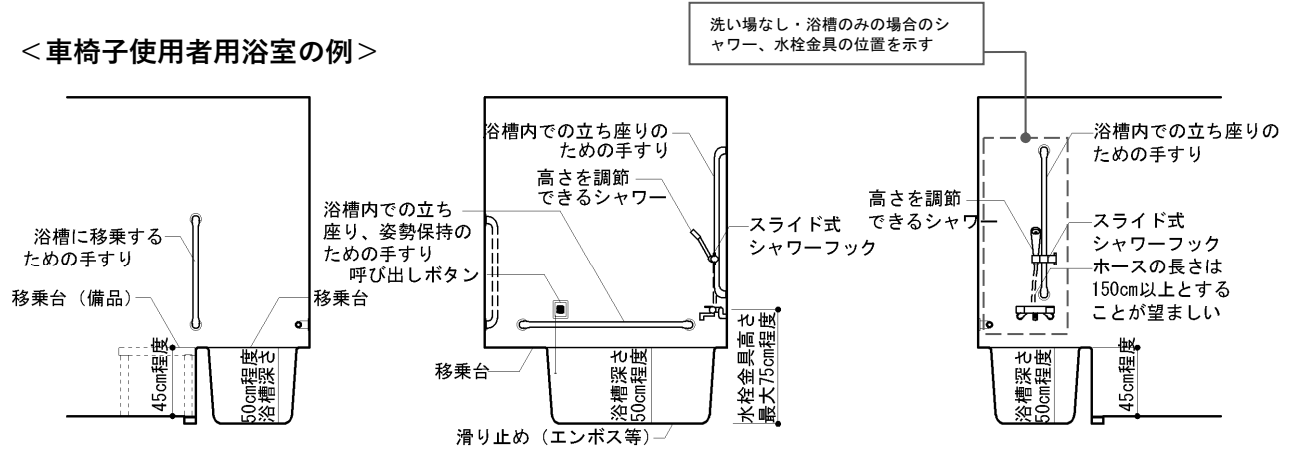 洗い場なし・浴槽のみの場合のシ
ャワー、水栓金具の位置を示す
＜車椅子使用者用浴室の例＞
浴槽に移乗する
ための手すり
移乗台（備品）
移乗台
45cm程度
50cm程度
浴槽深さ
浴槽内での立ち座りの
ための手すり
高さを調節
できるシャワー
浴槽内での立ち
座り、姿勢保持の
ための手すり
呼び出しボタン
スライド式
シャワーフック
移乗台
浴槽深さ
50cm程度
水栓金具高さ
最大75cm程度
滑り止め（エンボス等）
浴槽内での立ち座りの
ための手すり
高さを調節
できるシャワー
スライド式
シャワーフック
ホースの長さは
150cm以上とする
ことが望ましい
浴槽深さ
50cm程度
45cm程度